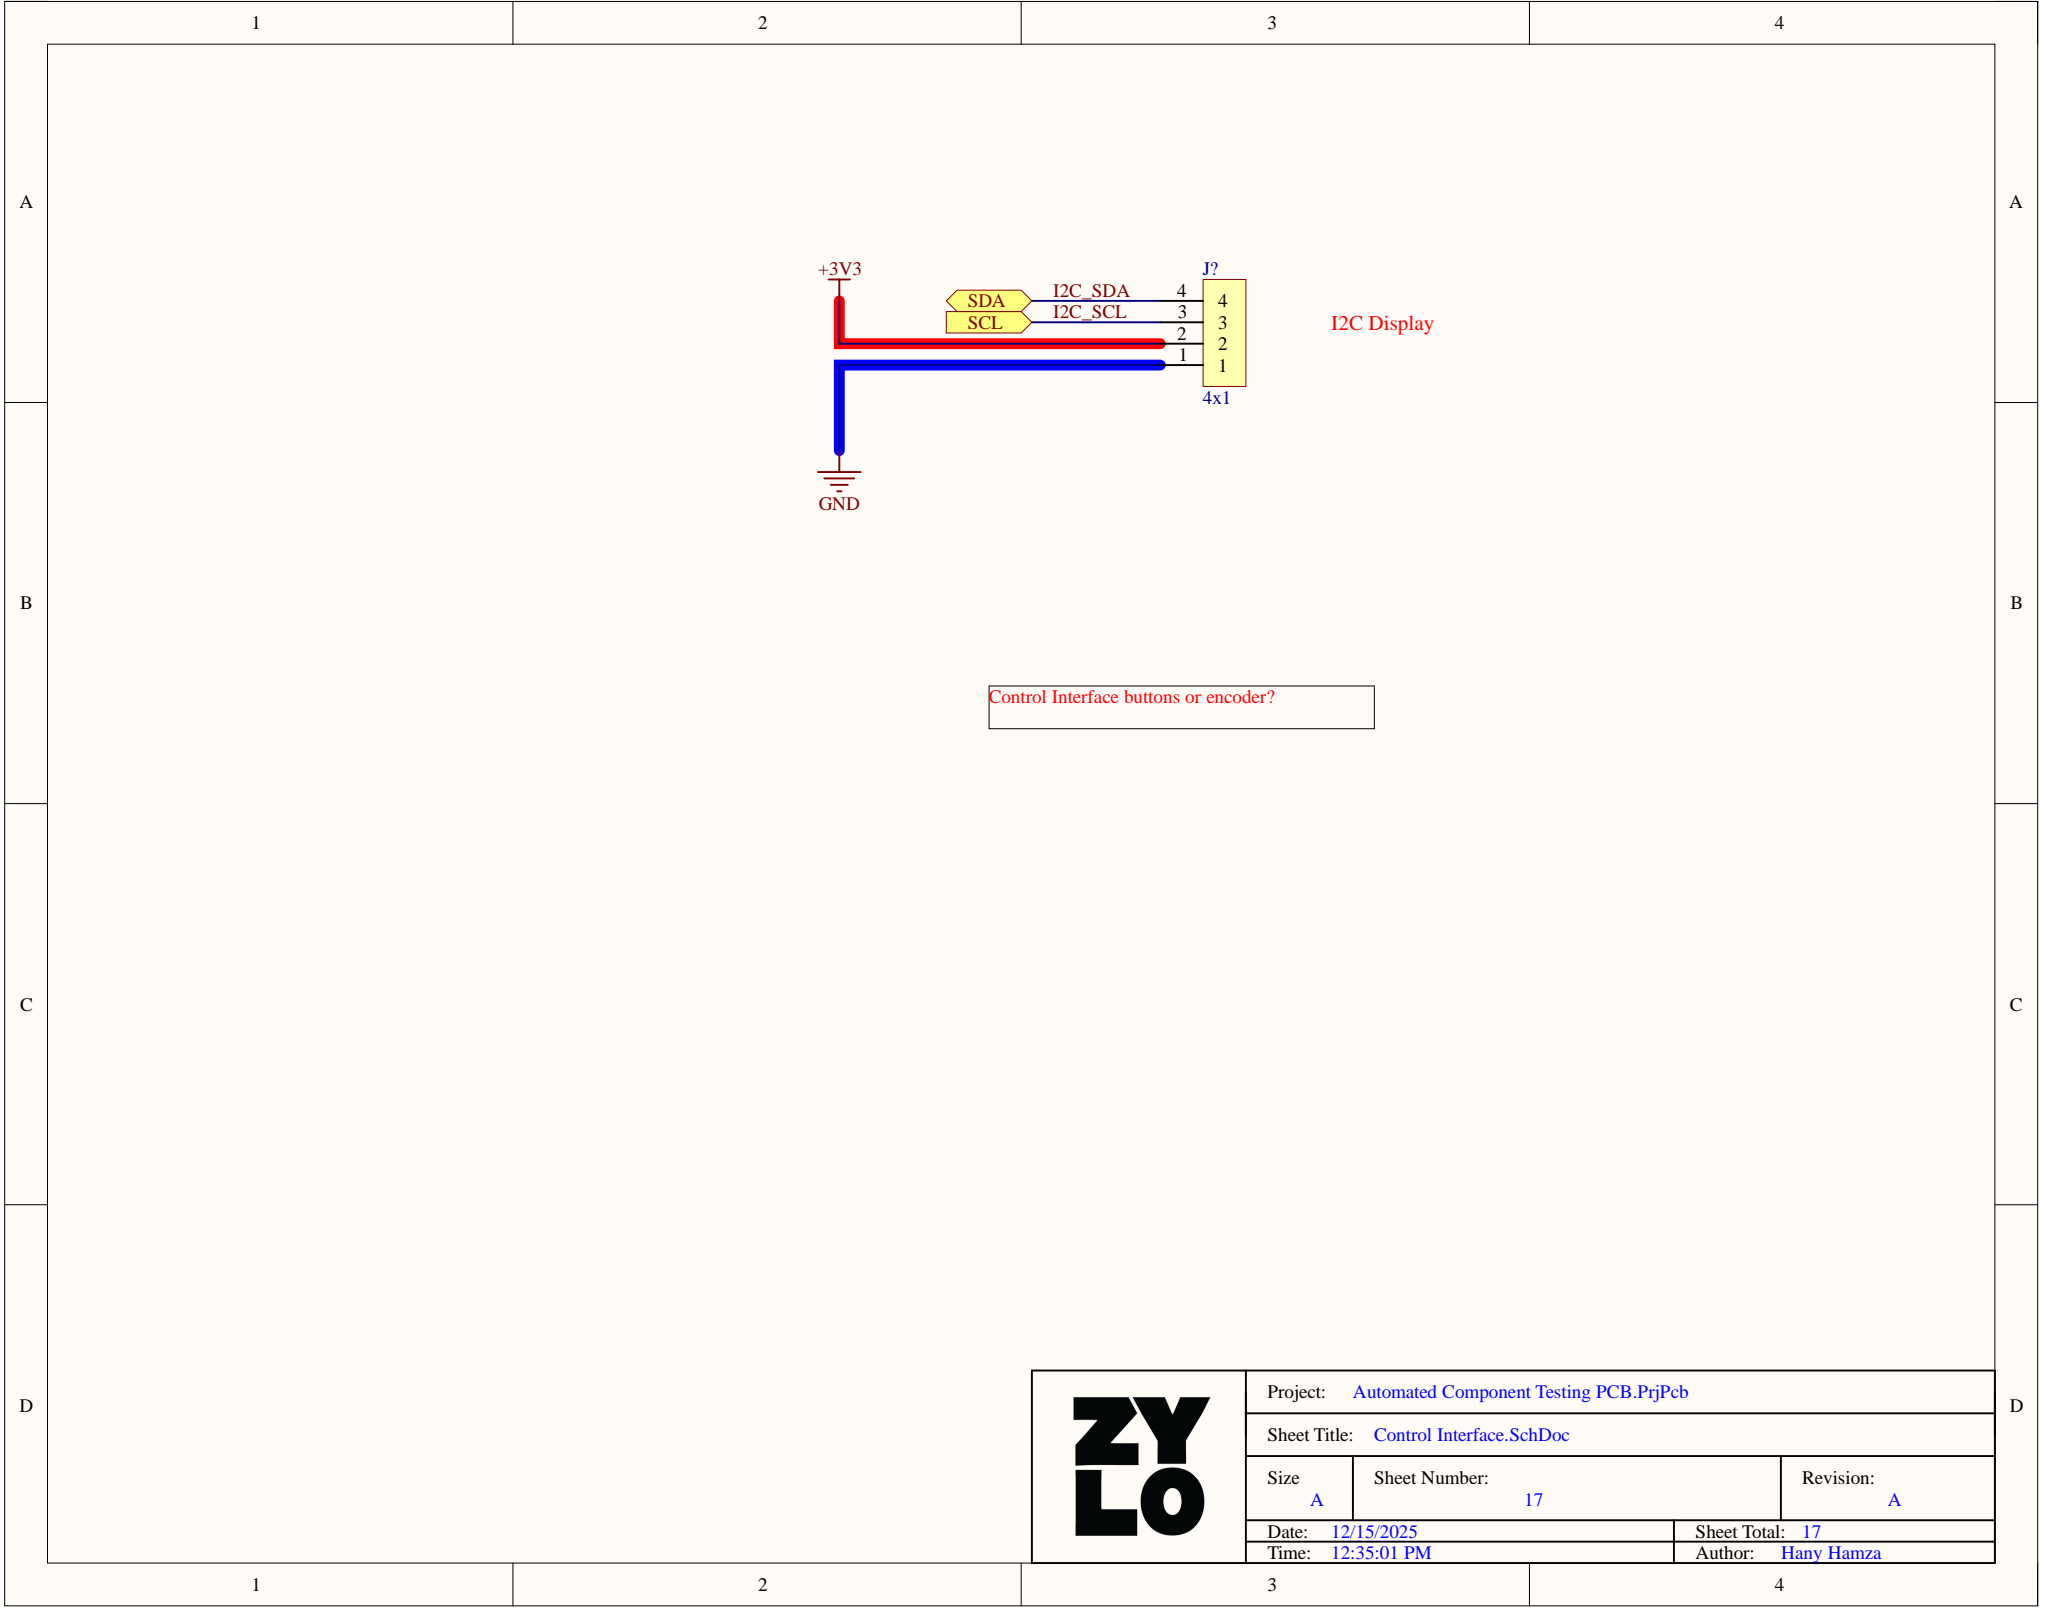 1 2 3 4
A A
+3V3
J?
SDA I2C_SDA 4 4
SCL I2C_SCL 3 3
I2C Display
2 2
1 1
4x1
GND
B B
Control Interface buttons or encoder?
C C
D D
ZY
LO
Project: Automated Component Testing PCB.PrjPcb
Sheet Title: Control Interface.SchDoc
Size Sheet Number: Revision:
A 17 A
Date: 12/15/2025 Sheet Total: 17
Time: 12:35:01 PM Author: Hany Hamza
1 2 3 4